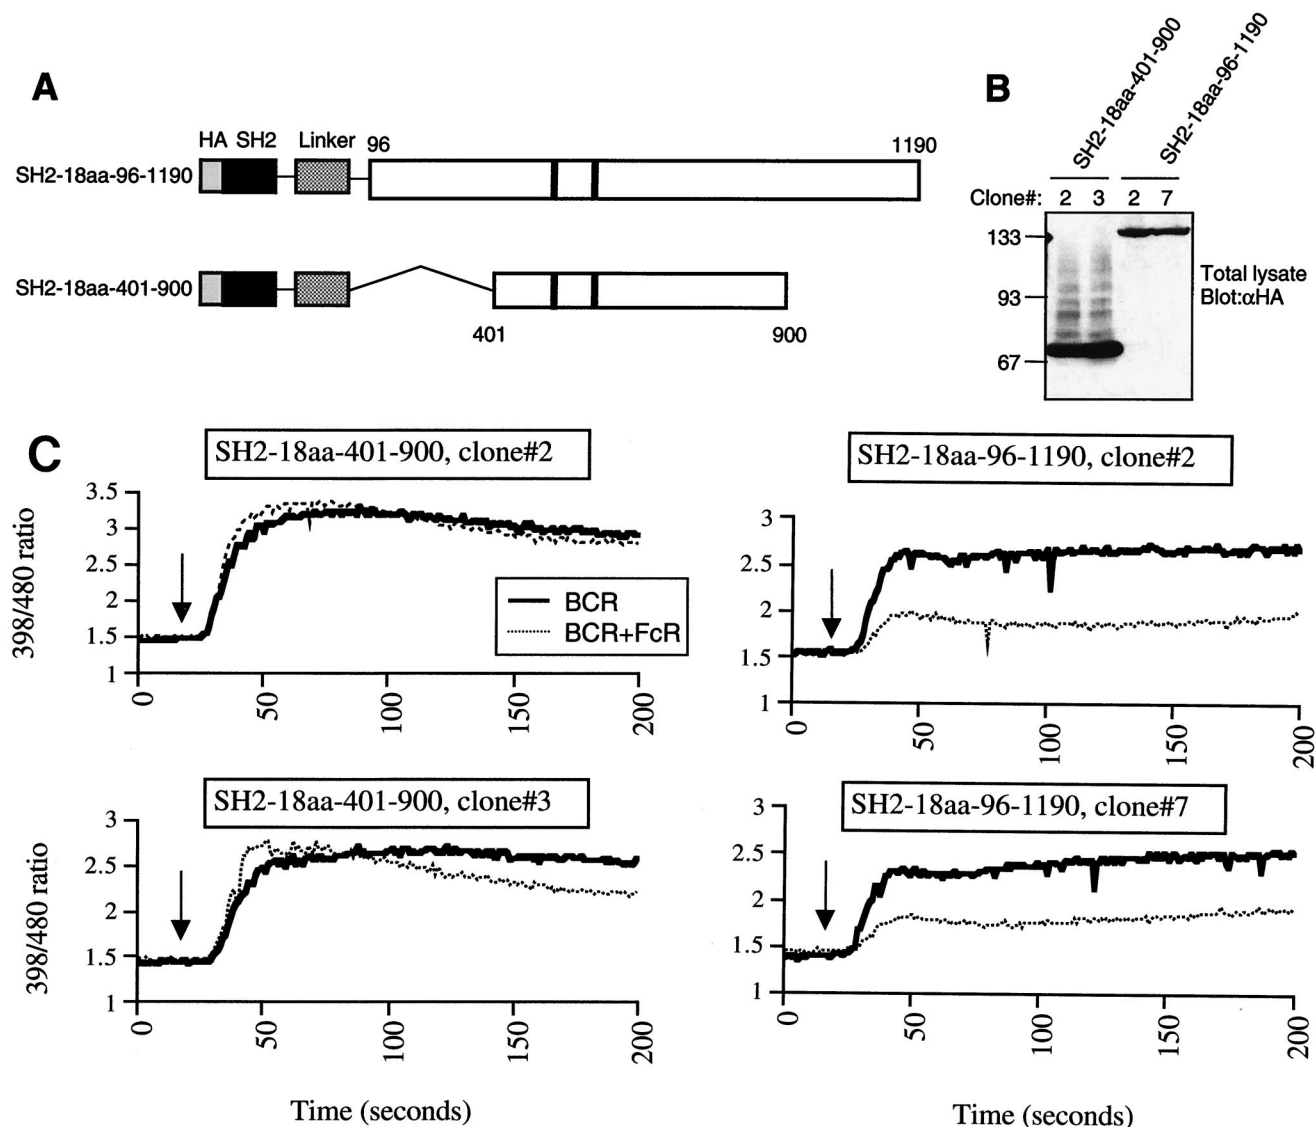 A
HA SH2 Linker 96 1190
SH2-18aa-96-1190
SH2-18aa-401-900
401 900
B
SH2-18aa-401-900
SH2-18aa-96-1190
Clone#: 2 3 2 7
133
93
67
Total lysate
Blot:αHA
C
SH2-18aa-401-900, clone#2
398/480 ratio
3.5
3
2.5
2
1.5
1
0 50 100 150 200
BCR
BCR+FcR
SH2-18aa-96-1190, clone#2
3
2.5
2
1.5
1
0 50 100 150 200
SH2-18aa-401-900, clone#3
398/480 ratio
3
2.5
2
1.5
1
0 50 100 150 200
Time (seconds)
SH2-18aa-96-1190, clone#7
3
2.5
2
1.5
1
0 50 100 150 200
Time (seconds)